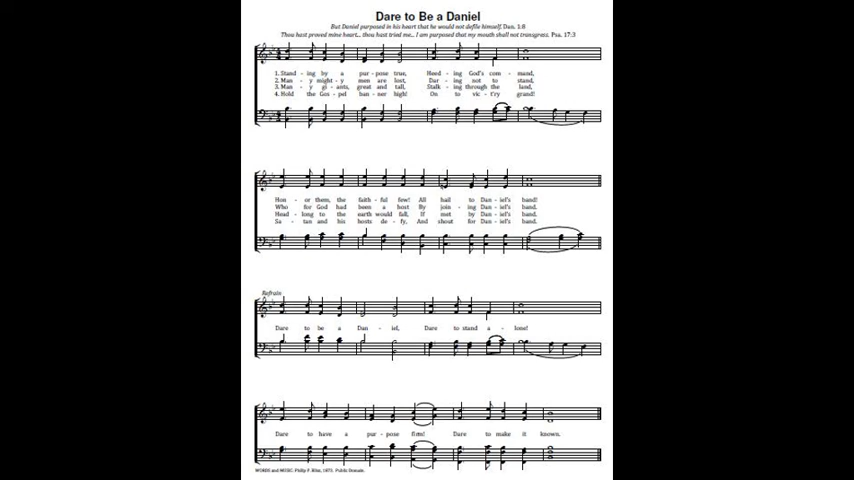 Dare to Be a Daniel
But Daniel purposed in his heart that he would not defile himself. Dan. 1:8
Thou hast proved mine heart... thou hast tried me... I am purposed that my mouth shall not transgress. Psa. 17:3
1. Stand - ing by a pur - pose true, Heed - ing God's com - mand,
2. Man - y might - y men are lost, Dar - ing not to stand,
3. Man - y gi - ants, great and tall, Stalk - ing through the land,
4. Hold the Gos - pel ban - ner high! On to vic - t'ry grand!
Hon - or them, the faith - ful few! All hail to Dan - iel's band!
Who for God had been a host By join - ing Dan - iel's band.
Head - long to the earth would fall, If met by Dan - iel's band.
Sa - tan and his hosts de - fy, And shout for Dan - iel's band.
Refrain
Dare to be a Dan - iel, Dare to stand a - lone!
Dare to have a pur - pose firm! Dare to make it known.
WORDS and MUSIC: Philip P. Bliss, 1873. Public Domain.